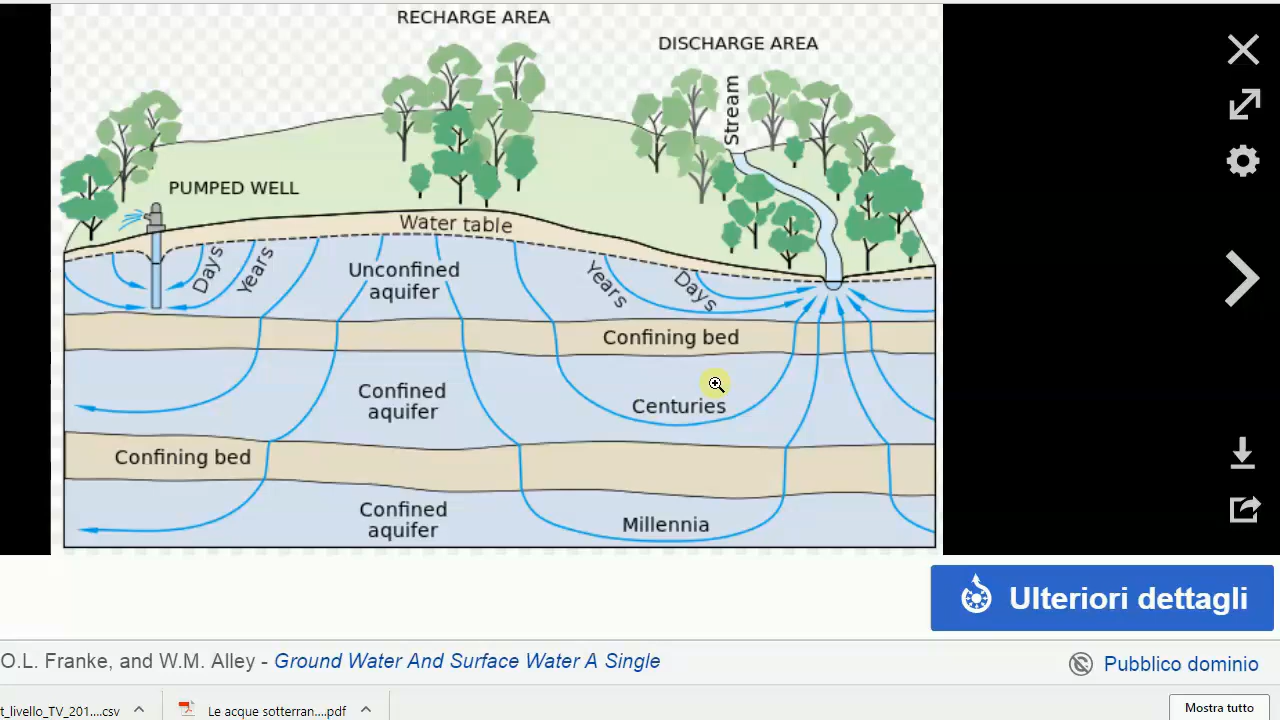 RECHARGE AREA
DISCHARGE AREA
Stream
PUMPED WELL
Water table
Days
Years
Unconfined
aquifer
Years
Days
Confining bed
Confined
aquifer
Centuries
Confining bed
Confined
aquifer
Millennia
Ulteriori dettagli
O.L. Franke, and W.M. Alley - Ground Water And Surface Water A Single
Pubblico dominio
t_livello_TV_201....csv
Le acque sotterran....pdf
Mostra tutto